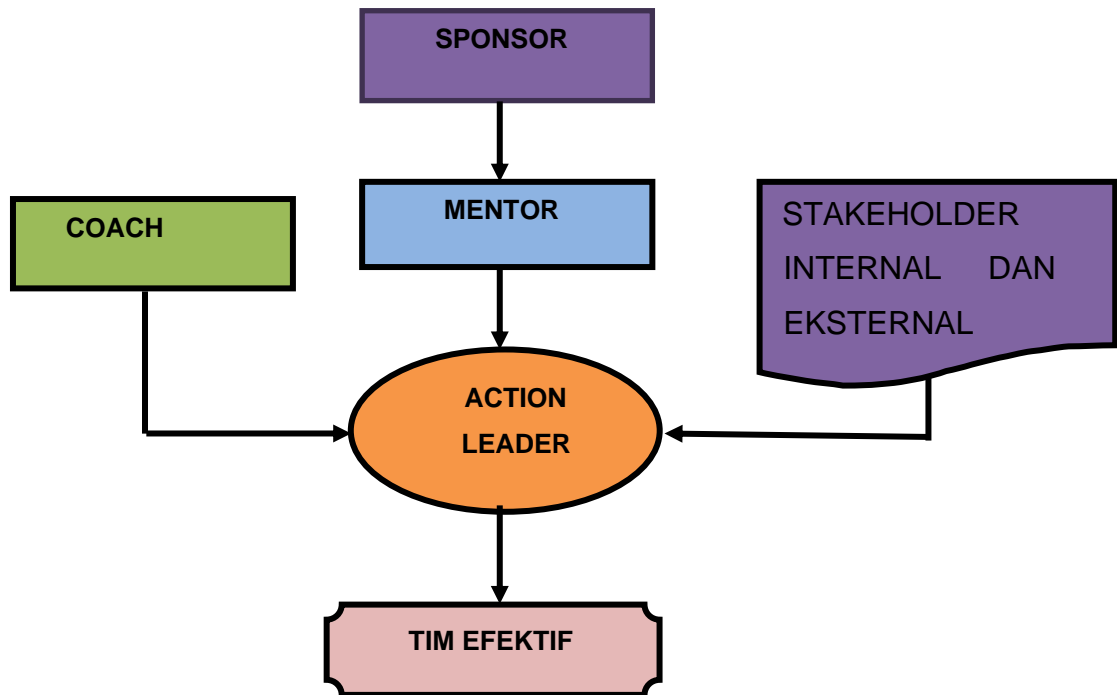 SPONSOR
MENTOR
COACH
STAKEHOLDER
INTERNAL DAN
EKSTERNAL
ACTION
LEADER
TIM EFEKTIF